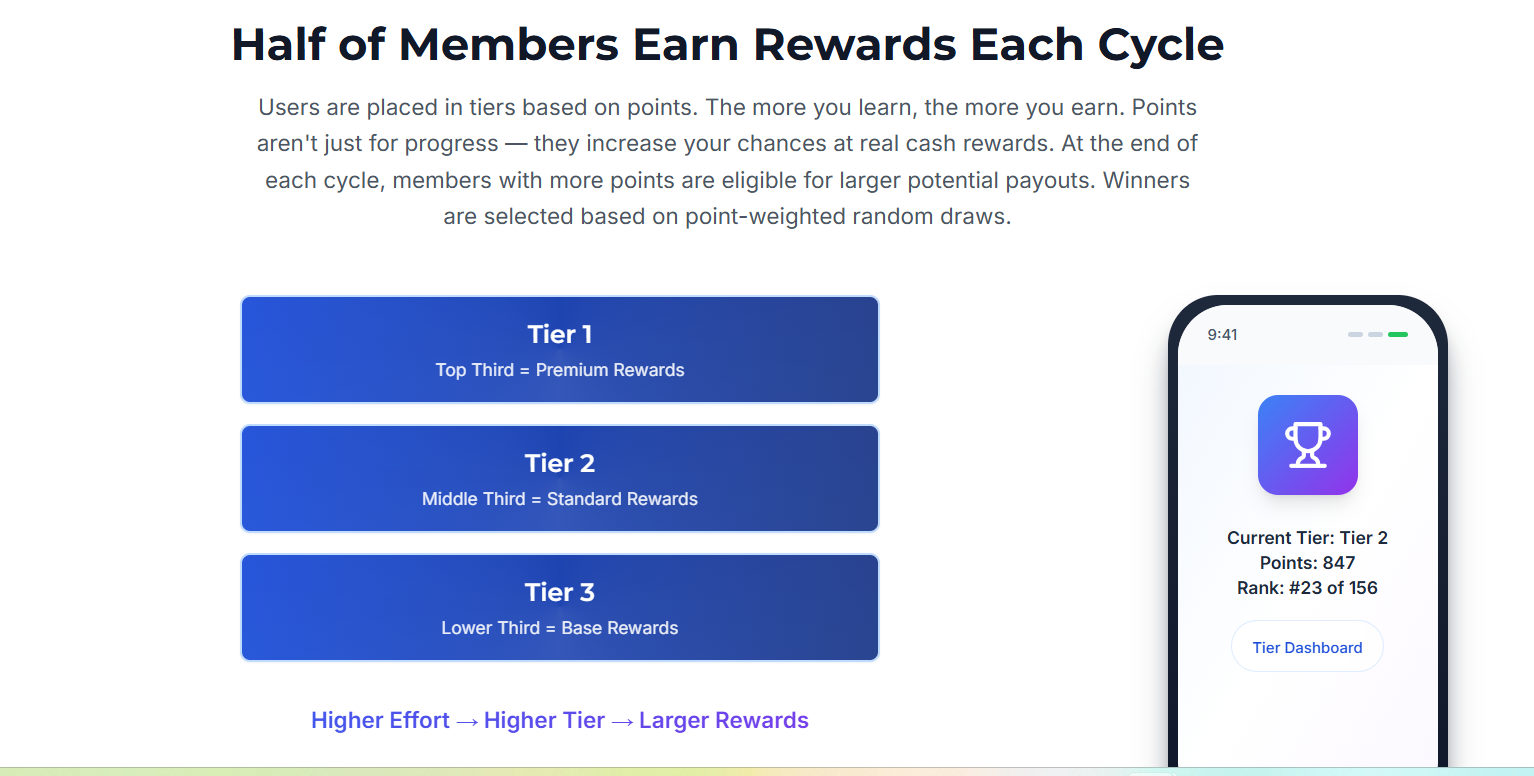 Half of Members Earn Rewards Each Cycle
Users are placed in tiers based on points. The more you learn, the more you earn. Points
aren't just for progress — they increase your chances at real cash rewards. At the end of
each cycle, members with more points are eligible for larger potential payouts. Winners
are selected based on point-weighted random draws.
Tier 1
Top Third = Premium Rewards
Tier 2
Middle Third = Standard Rewards
Tier 3
Lower Third = Base Rewards
Higher Effort → Higher Tier → Larger Rewards
9:41
Current Tier: Tier 2
Points: 847
Rank: #23 of 156
Tier Dashboard